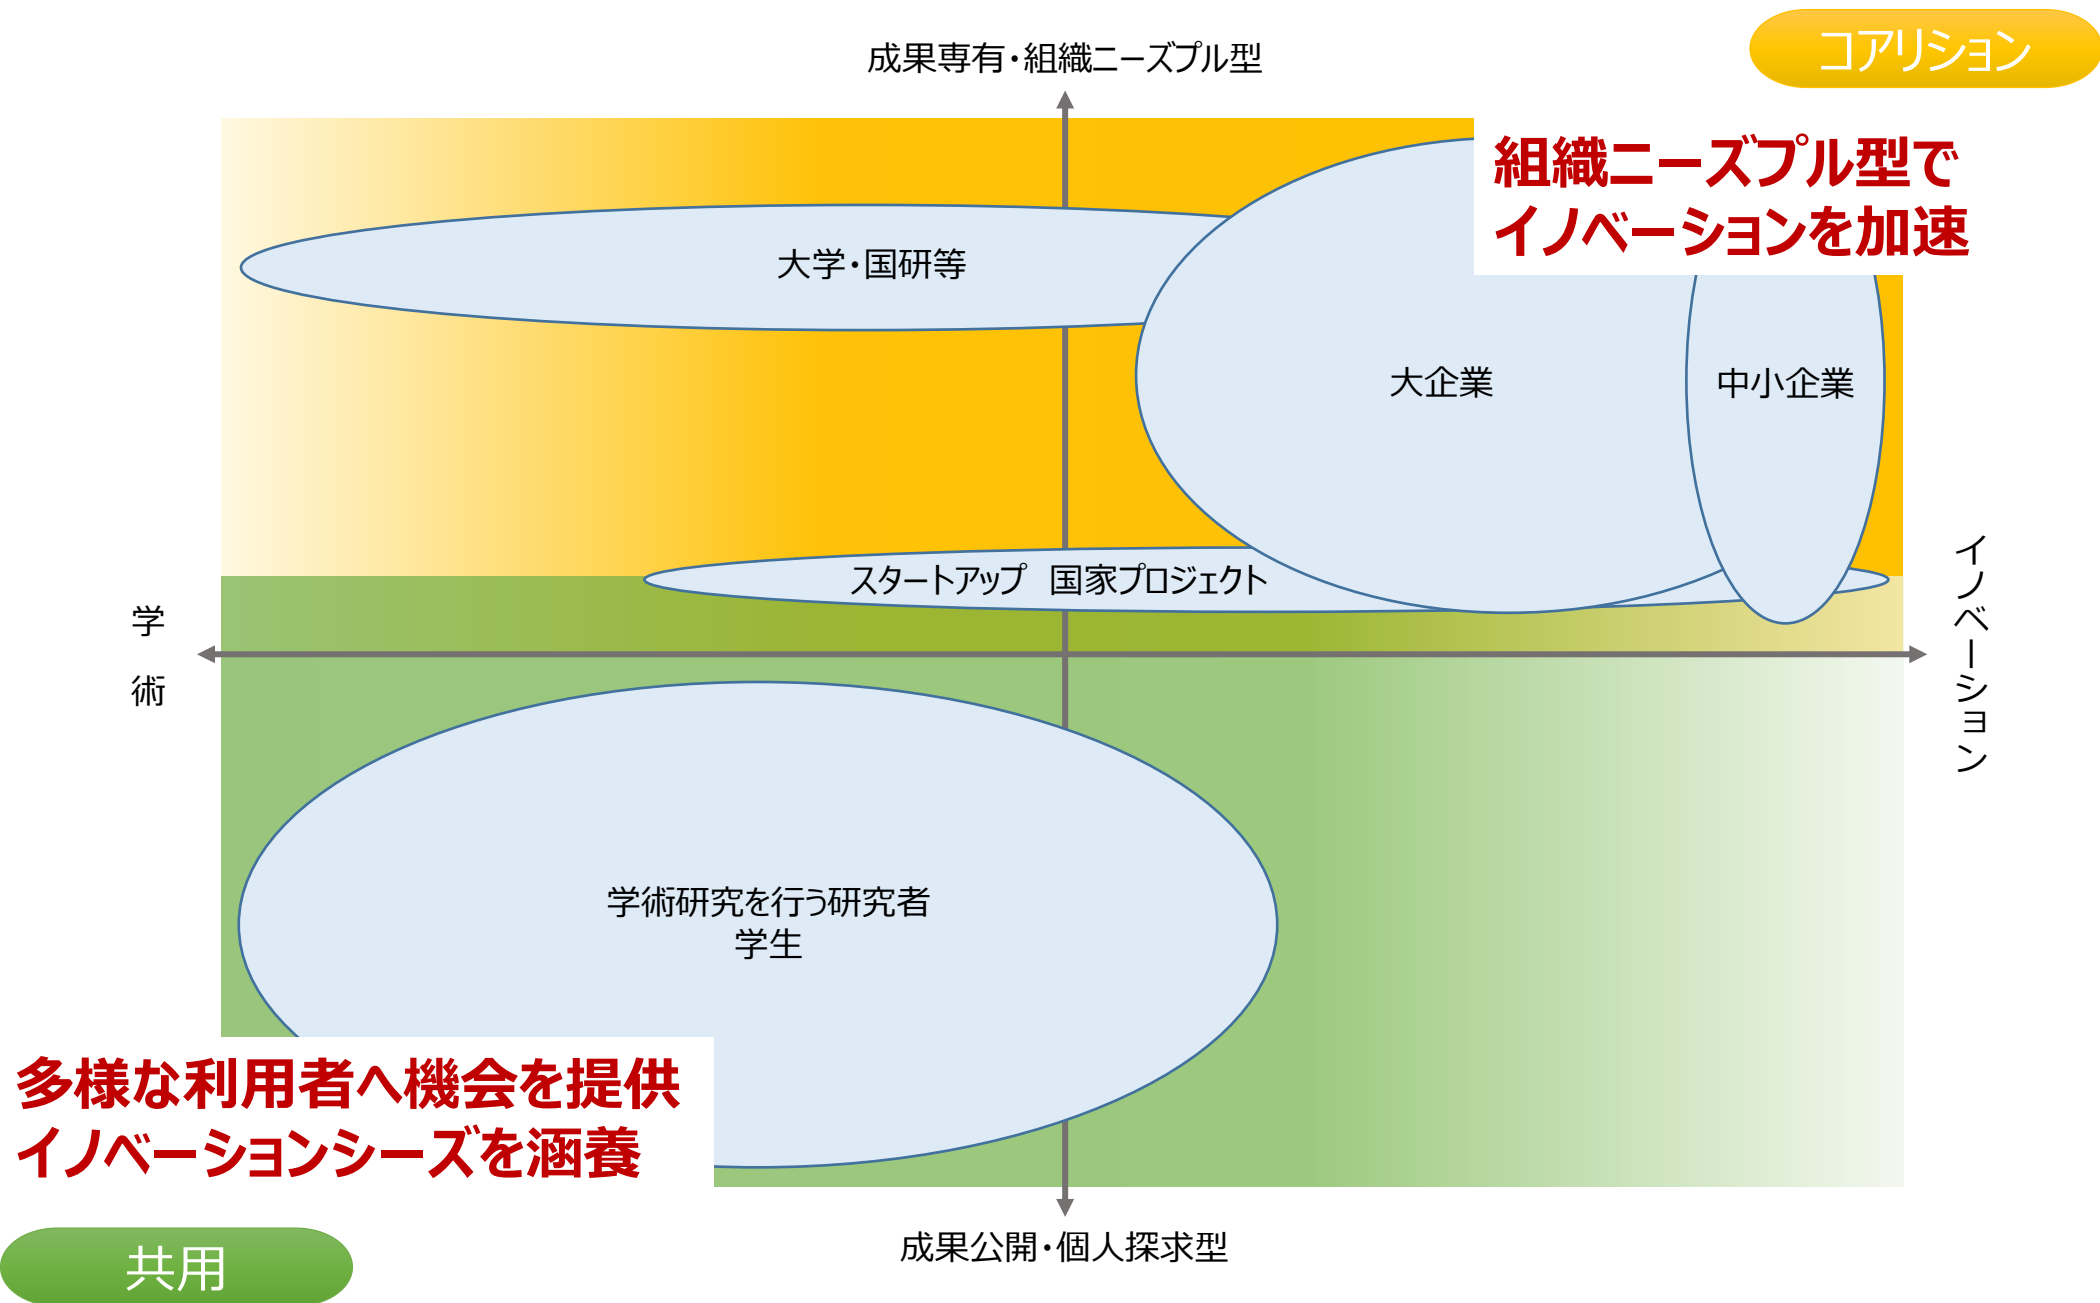 コアリション
成果専有・組織ニーズプル型
組織ニーズプル型で
イノベーションを加速
大学・国研等
大企業
中小企業
スタートアップ　国家プロジェクト
学術
イノベーション
学術研究を行う研究者
学生
多様な利用者へ機会を提供
イノベーションシーズを涵養
成果公開・個人探求型
共用